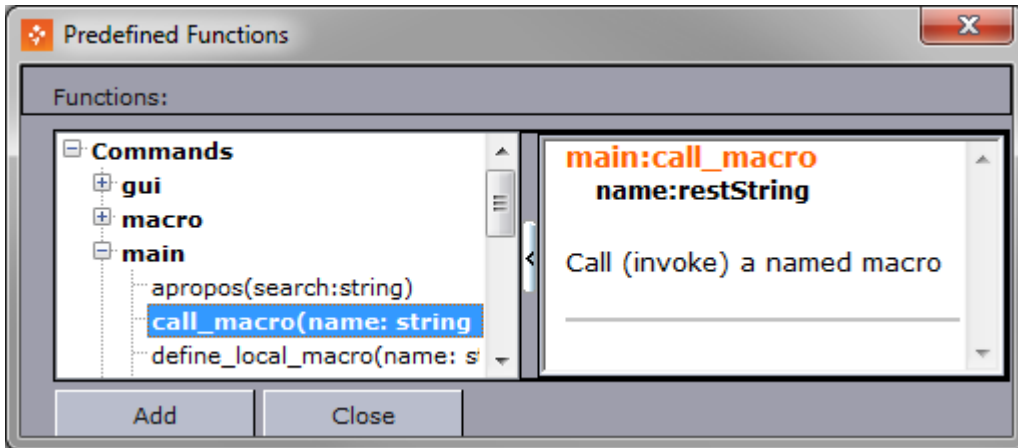 Predefined Functions
Functions:
Commands
gui
macro
main
apropos(search:string)
call_macro(name: string
define_local_macro(name:
main:call_macro
name:restString
Call (invoke) a named macro
Add
Close